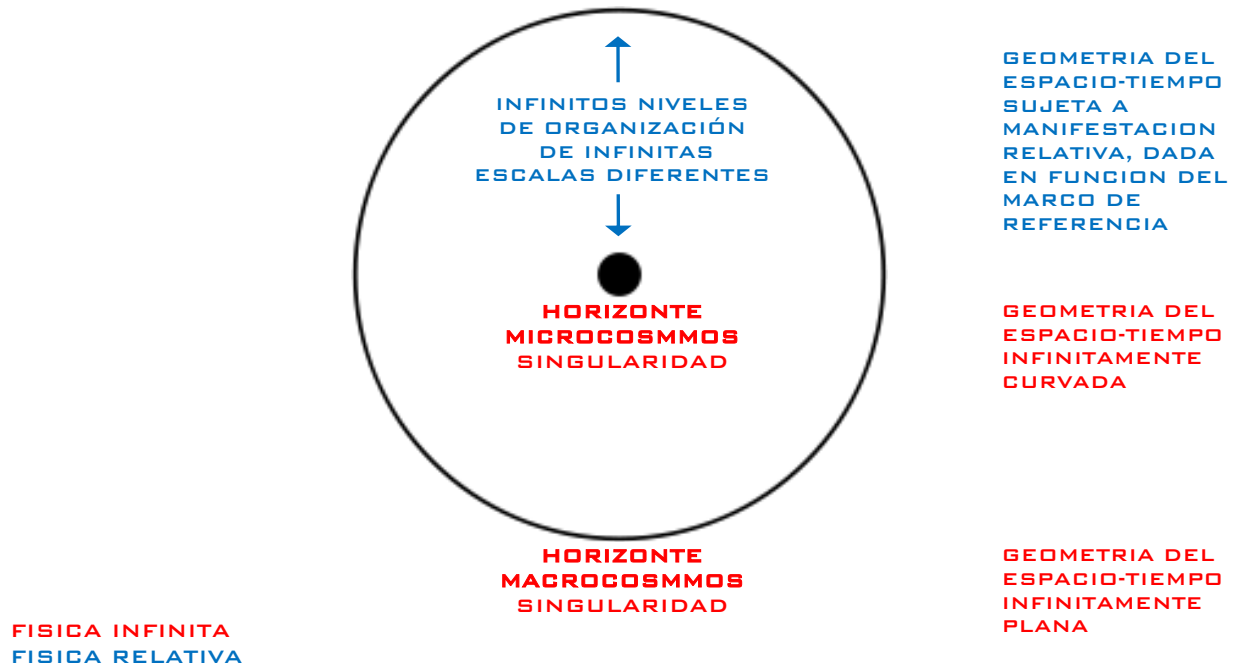 INFINITOS NIVELES
DE ORGANIZACIÓN
DE INFINITAS
ESCALAS DIFERENTES
GEOMETRIA DEL
ESPACIO-TIEMPO
SUJETA A
MANIFESTACION
RELATIVA, DADA
EN FUNCION DEL
MARCO DE
REFERENCIA
HORIZONTE
MICROCOSMMOS
SINGULARIDAD
GEOMETRIA DEL
ESPACIO-TIEMPO
INFINITAMENTE
CURVADA
HORIZONTE
MACROCOSMMOS
SINGULARIDAD
GEOMETRIA DEL
ESPACIO-TIEMPO
INFINITAMENTE
PLANA
FISICA INFINITA
FISICA RELATIVA